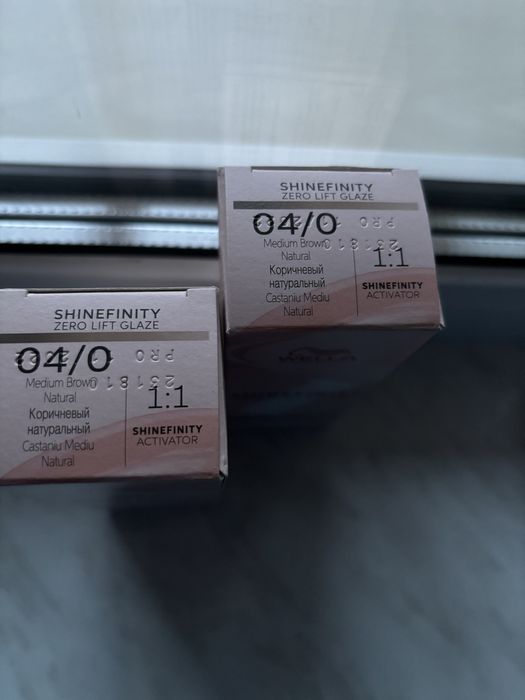 SHINEFINITY
ZERO LIFT GLAZE
04/0
Medium Brown
Natural
Коричневый
натуральный
Castaniu Mediu
Natural
1:1
SHINEFINITY
ACTIVATOR
WELLA
SHINEFINITY
ZERO LIFT GLAZE
04/0
Medium Brown
Natural
Коричневый
натуральный
Castaniu Mediu
Natural
1:1
SHINEFINITY
ACTIVATOR